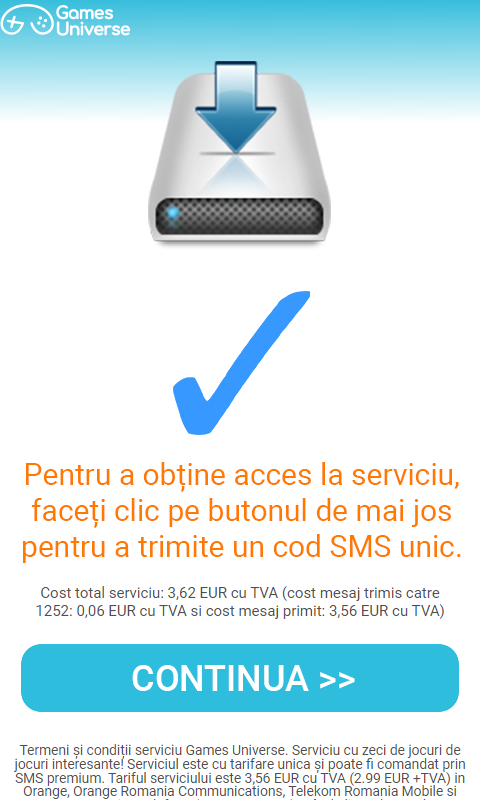 Games
Universe
Pentru a obține acces la serviciu,
faceți clic pe butonul de mai jos
pentru a trimite un cod SMS unic.
Cost total serviciu: 3,62 EUR cu TVA (cost mesaj trimis catre
1252: 0,06 EUR cu TVA si cost mesaj primit: 3,56 EUR cu TVA)
CONTINUA >>
Termeni și condiții serviciu Games Universe. Serviciu cu zeci de jocuri de
jocuri interesante! Serviciul este cu tarifare unica și poate fi comandat prin
SMS premium. Tariful serviciului este 3,56 EUR cu TVA (2.99 EUR +TVA) in
Orange, Orange Romania Communications, Telekom Romania Mobile si